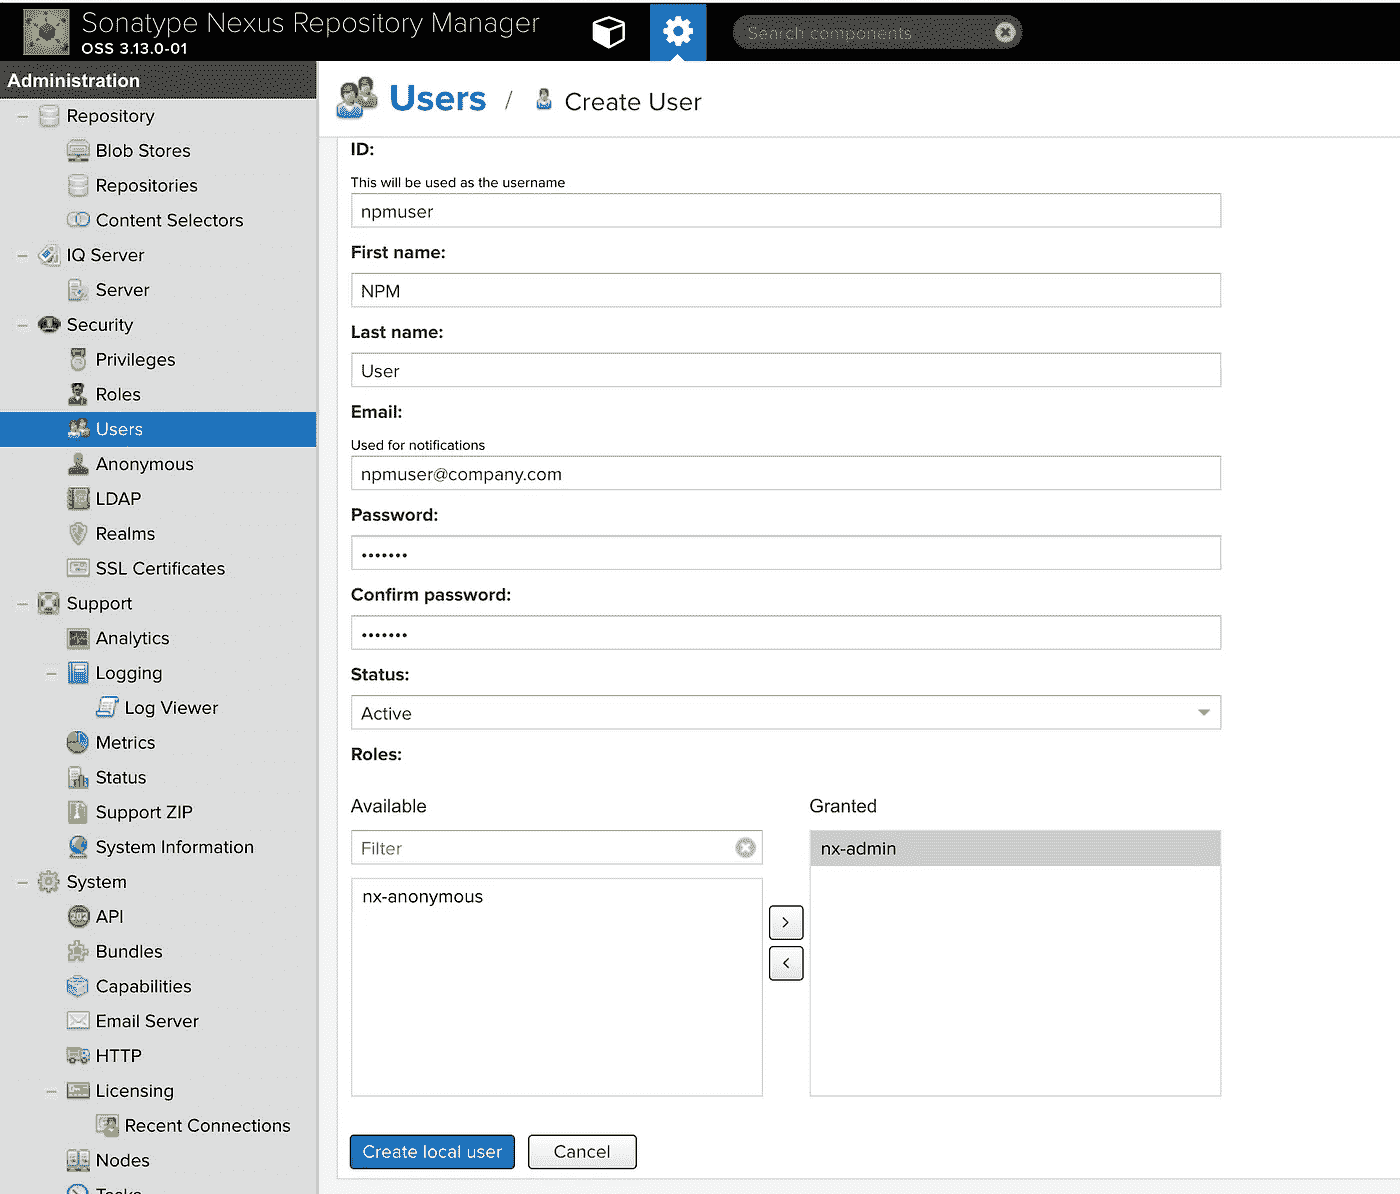 Sonatype Nexus Repository Manager
OSS 3.13.0-01
Search components
Administration
Repository
Blob Stores
Repositories
Content Selectors
IQ Server
Server
Security
Privileges
Roles
Users
Anonymous
LDAP
Realms
SSL Certificates
Support
Analytics
Logging
Log Viewer
Metrics
Status
Support ZIP
System Information
System
API
Bundles
Capabilities
Email Server
HTTP
Licensing
Recent Connections
Nodes
Tasks
Users / Create User
ID:
This will be used as the username
npmuser
First name:
NPM
Last name:
User
Email:
Used for notifications
npmuser@company.com
Password:
•••••••
Confirm password:
•••••••
Status:
Active
Roles:
Available
Granted
Filter
nx-admin
nx-anonymous
>
<
Create local user
Cancel